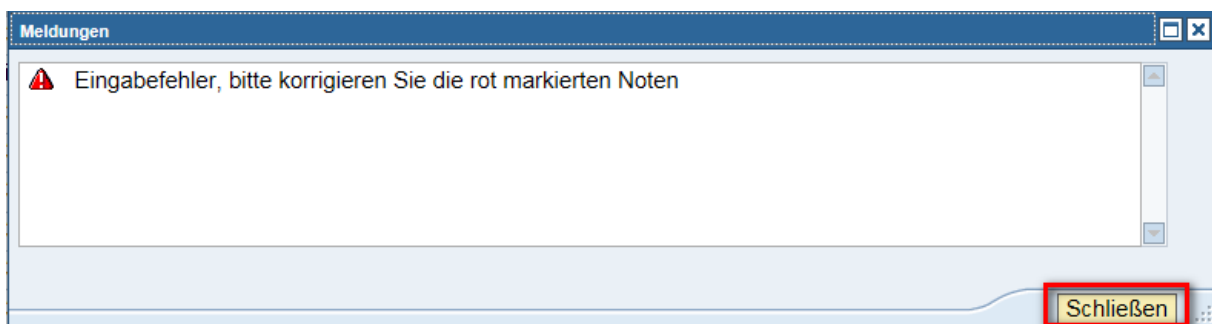 Meldungen
Eingabefehler, bitte korrigieren Sie die rot markierten Noten
Schließen